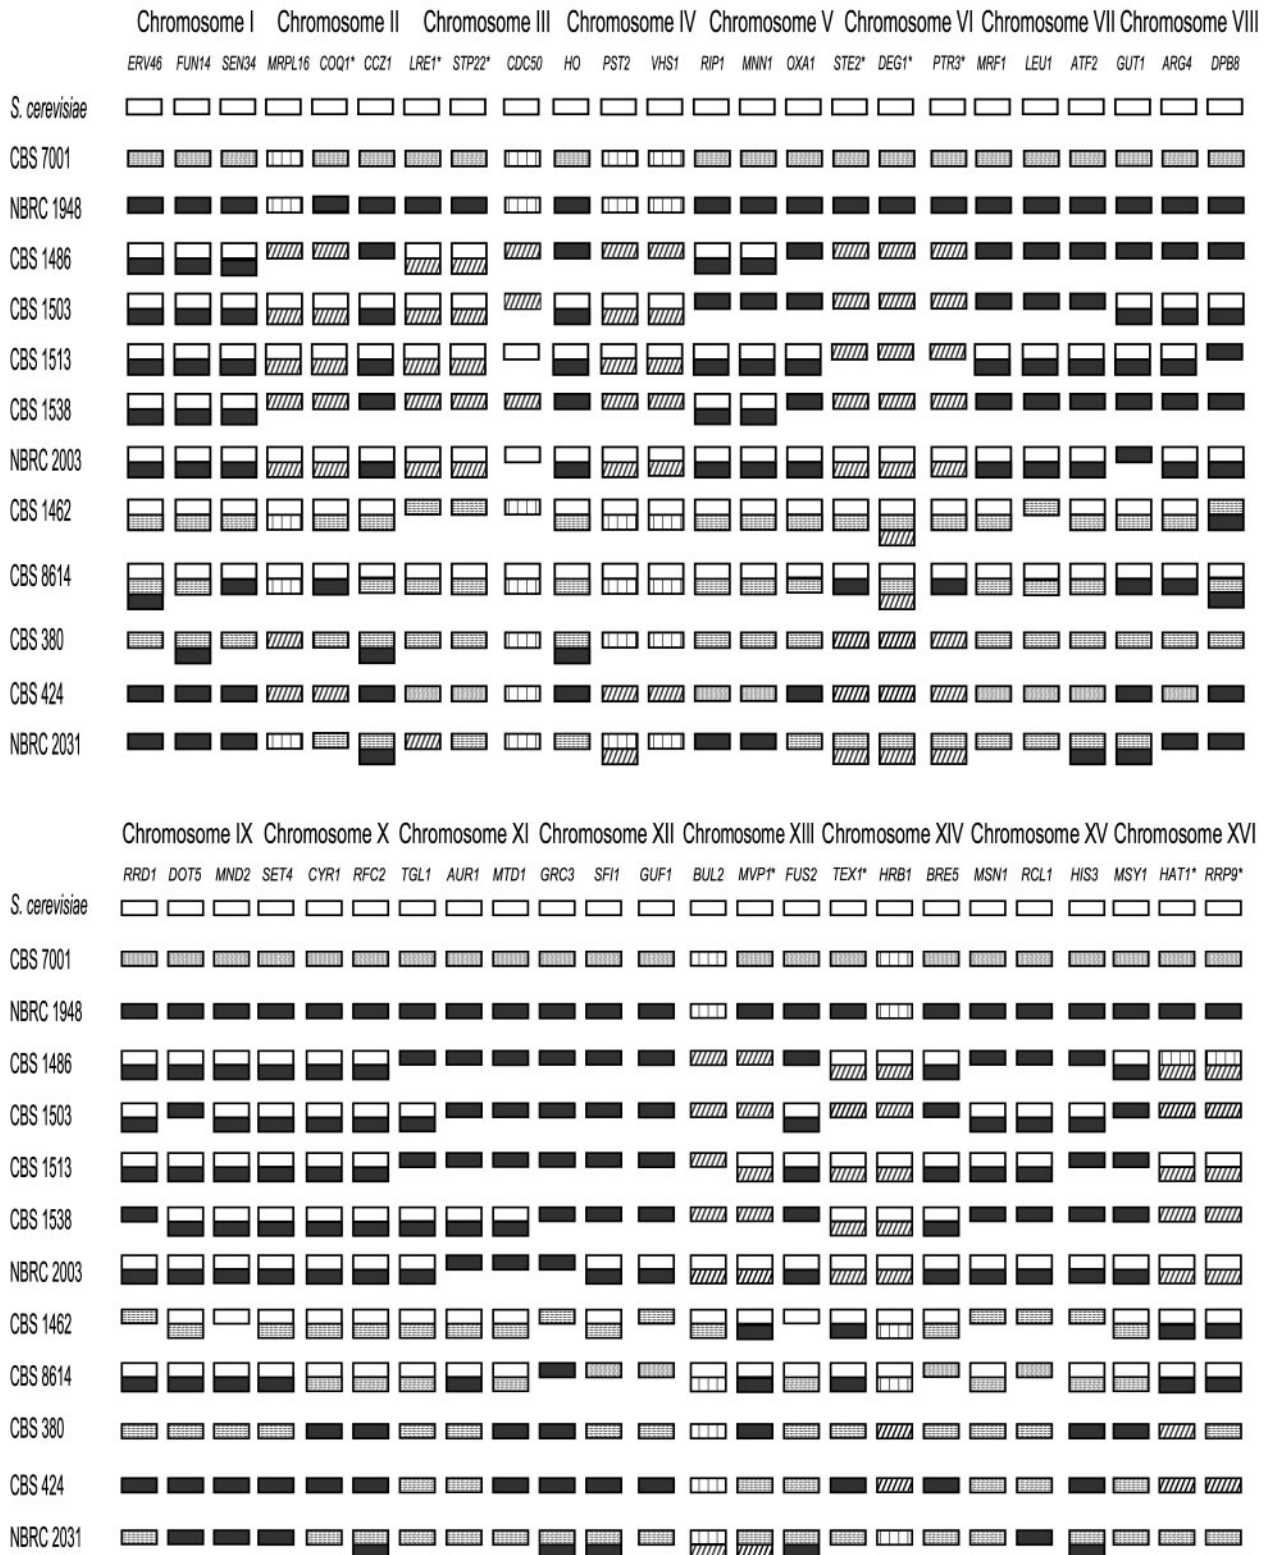 Chromosome I Chromosome II Chromosome III Chromosome IV Chromosome V Chromosome VI Chromosome VII Chromosome VIII
ERV46 FUN14 SEN34 MRPL16 COQ1* CCZ1 LRE1* STP22* CDC50 HO PST2 VHS1 RIP1 MNN1 OXA1 STE2* DEG1* PTR3* MRF1 LEU1 ATF2 GUT1 ARG4 DPB8
S. cerevisiae
CBS 7001
NBRC 1948
CBS 1486
CBS 1503
CBS 1513
CBS 1538
NBRC 2003
CBS 1462
CBS 8614
CBS 380
CBS 424
NBRC 2031
Chromosome IX Chromosome X Chromosome XI Chromosome XII Chromosome XIII Chromosome XIV Chromosome XV Chromosome XVI
RRD1 DOT5 MND2 SET4 CYR1 RFC2 TGL1 AUR1 MTD1 GRC3 SFI1 GUF1 BUL2 MVP1* FUS2 TEX1* HRB1 BRE5 MSN1 RCL1 HIS3 MSY1 HAT1* RRP9*
S. cerevisiae
CBS 7001
NBRC 1948
CBS 1486
CBS 1503
CBS 1513
CBS 1538
NBRC 2003
CBS 1462
CBS 8614
CBS 380
CBS 424
NBRC 2031